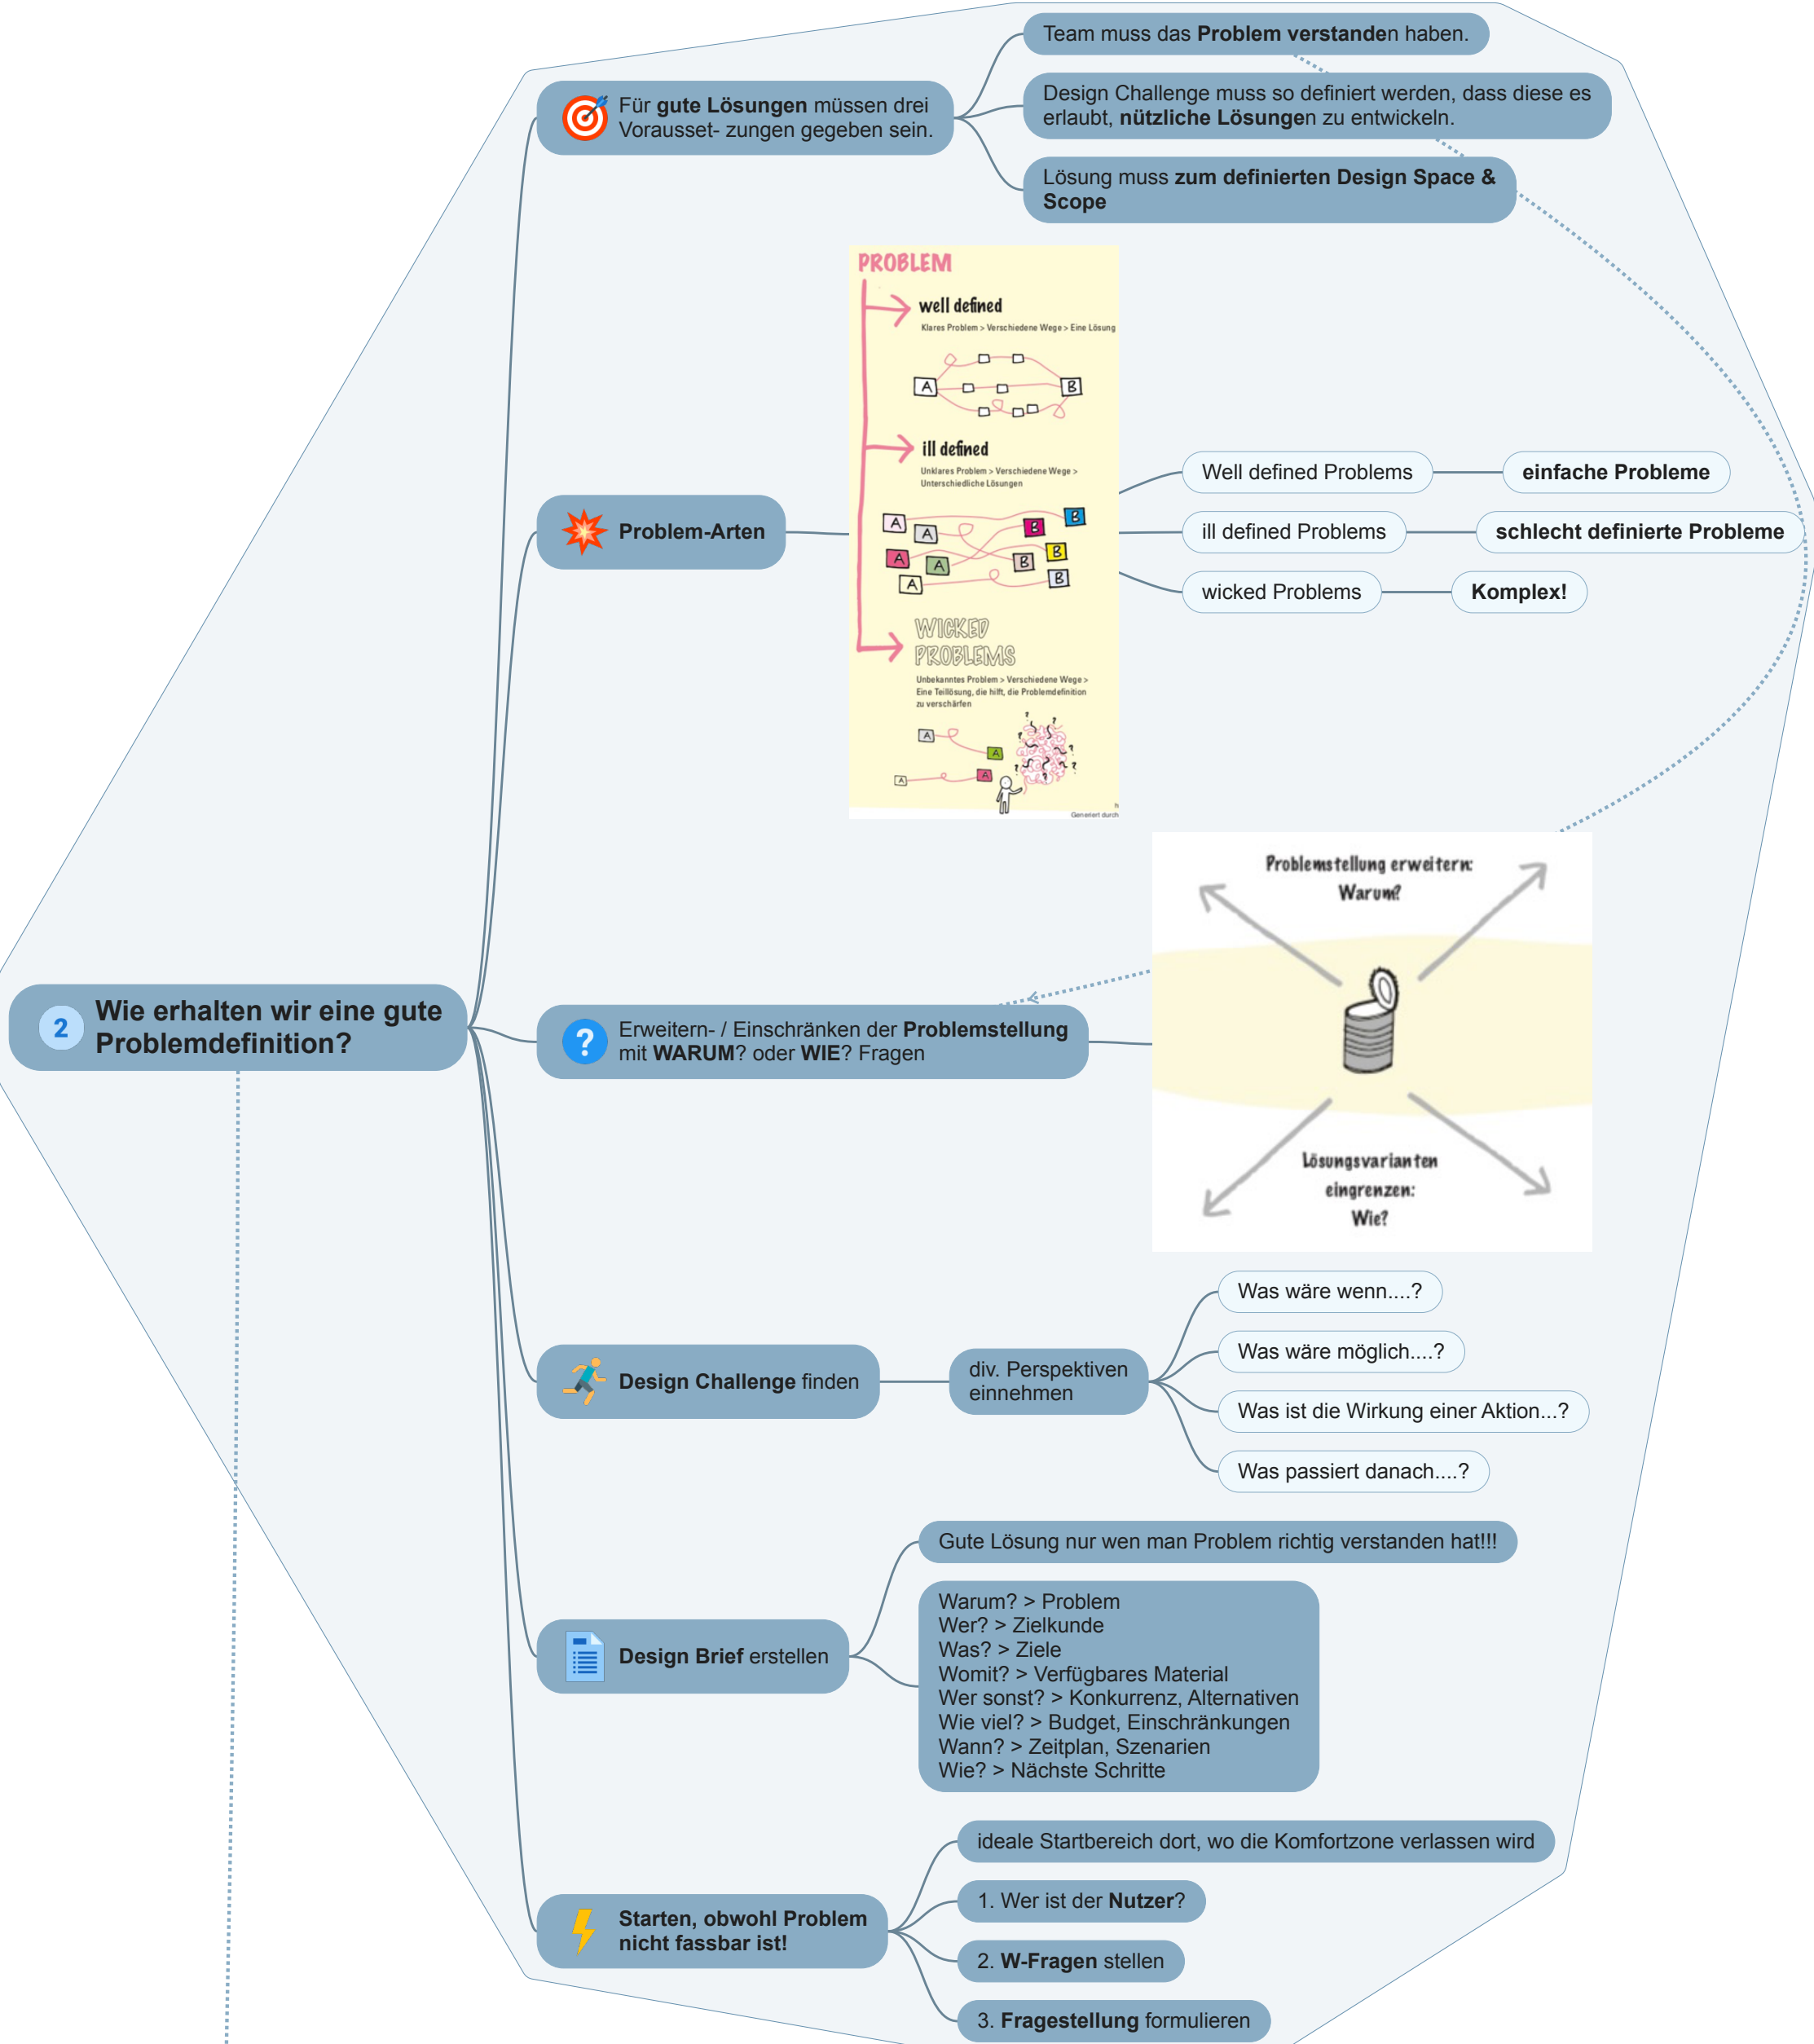 Team muss das Problem verstanden haben.
Für gute Lösungen müssen drei
Vorausset- zungen gegeben sein.
Design Challenge muss so definiert werden, dass diese es
erlaubt, nützliche Lösungen zu entwickeln.
Lösung muss zum definierten Design Space &
Scope
PROBLEM
well defined
Klares Problem > Verschiedene Wege > Eine Lösung
A
B
ill defined
Unklares Problem > Verschiedene Wege >
Unterschiedliche Lösungen
A
A
A
A
A
B
B
B
B
B
WICKED
PROBLEMS
Unbekanntes Problem > Verschiedene Wege >
Eine Teillösung, die hilft, die Problemdefinition
zu verschärfen
A
A
A
A
? ? ? ? ? ? ? ? ?
h
Generiert durch
Problem-Arten
Well defined Problems
einfache Probleme
ill defined Problems
schlecht definierte Probleme
wicked Problems
Komplex!
2
Wie erhalten wir eine gute
Problemdefinition?
?
Erweitern- / Einschränken der Problemstellung
mit WARUM? oder WIE? Fragen
Problemstellung erweitern:
Warum?
Lösungsvarianten
eingrenzen:
Wie?
Design Challenge finden
div. Perspektiven
einnehmen
Was wäre wenn....?
Was wäre möglich....?
Was ist die Wirkung einer Aktion...?
Was passiert danach....?
Design Brief erstellen
Gute Lösung nur wen man Problem richtig verstanden hat!!!
Warum? > Problem
Wer? > Zielkunde
Was? > Ziele
Womit? > Verfügbares Material
Wer sonst? > Konkurrenz, Alternativen
Wie viel? > Budget, Einschränkungen
Wann? > Zeitplan, Szenarien
Wie? > Nächste Schritte
Starten, obwohl Problem
nicht fassbar ist!
ideale Startbereich dort, wo die Komfortzone verlassen wird
1. Wer ist der Nutzer?
2. W-Fragen stellen
3. Fragestellung formulieren